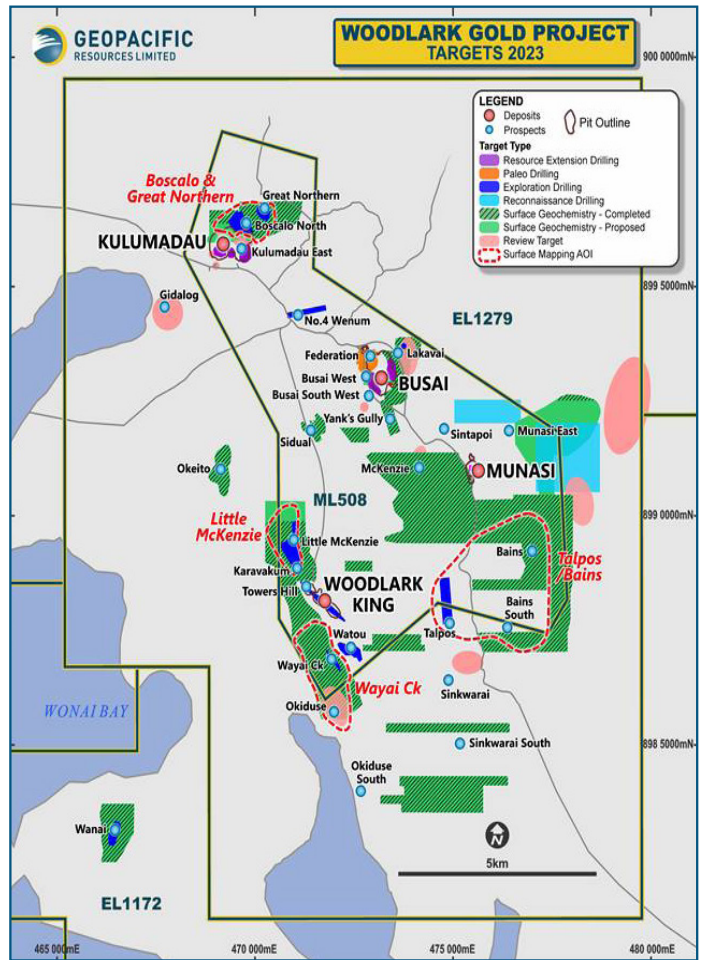 GEOPACIFIC
RESOURCES LIMITED
WOODLARK GOLD PROJECT
TARGETS 2023
900 0000mN
LEGEND
Deposits
Prospects
Pit Outline
Target Type
Resource Extension Drilling
Paleo Drilling
Exploration Drilling
Reconnaissance Drilling
Surface Geochemistry - Completed
Surface Geochemistry - Proposed
Review Target
Surface Mapping AOI
Boscalo &
Great Northern
Great Northern
Boscalo North
KULUMADAU
Kulumadau East
899 5000mN
Gidalog
No.4 Wenum
EL1279
Federation
Lakavai
Busai West
BUSAI
Busai South West
Yank's Gully
Sidual
Sintapoi
Munasi East
Okeito
McKenzie
MUNASI
ML508
899 0000mN
Little
McKenzie
Little McKenzie
Bains
Talpos
/Bains
Karavakum
Towers Hill
WOODLARK
KING
Bains
South
Watou
Talpos
Wayai Ck
Wayai Ck
Sinkwarai
WONAI BAY
Okiduse
Sinkwarai South
898 5000mN
Okiduse
South
Wanai
N
5km
EL1172
465 000mE
470 000mE
475 000mE
480 000mE